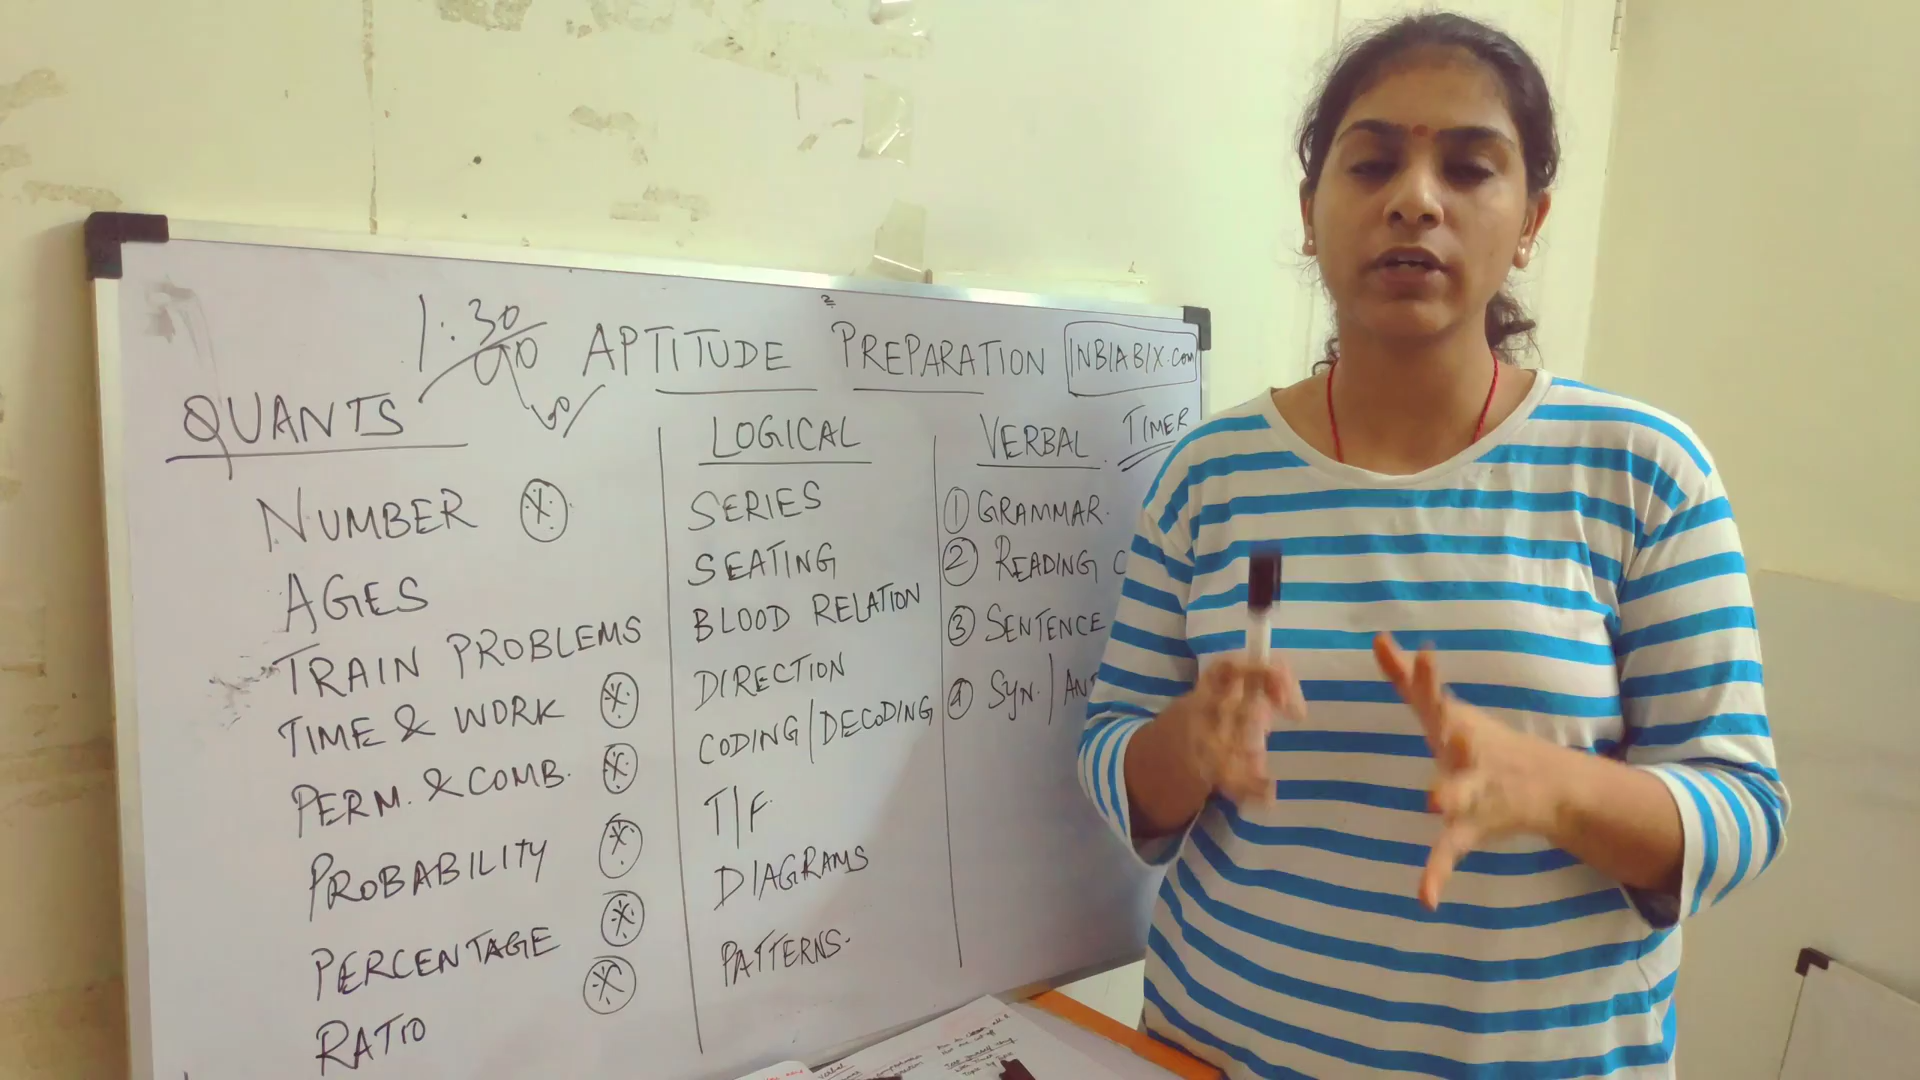 1:30
90
60
APTITUDE PREPARATION
INBIABIX.com
QUANTS
NUMBER
AGES
TRAIN PROBLEMS
TIME & WORK
PERM. & COMB.
PROBABILITY
PERCENTAGE
RATIO
LOGICAL
SERIES
SEATING
BLOOD RELATION
DIRECTION
CODING/DECODING
T/F.
DIAGRAMS
PATTERNS.
VERBAL.
TIMER
1 GRAMMAR.
2 READING C
3 SENTENCE
4 SYN. / ANT